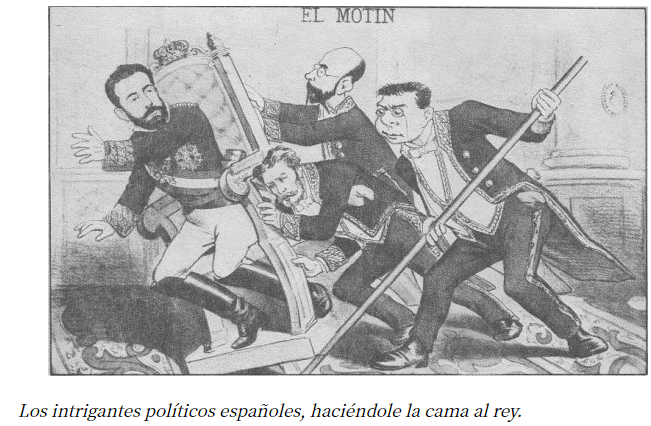 EL MOTIN
Los intrigantes políticos españoles, haciéndole la cama al rey.